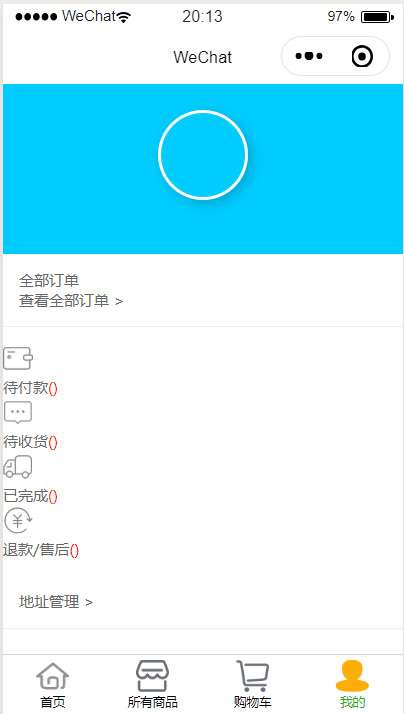 WeChat 20:13 97%
WeChat
全部订单
查看全部订单 >
待付款()
待收货()
已完成()
退款/售后()
地址管理 >
首页 所有商品 购物车 我的